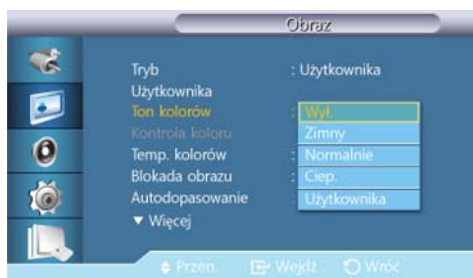 Obraz
Tryb : Użytkownika
Użytkownika
Ton kolorów : Wył.
Kontrola koloru Zimny
Temp. kolorów : Normalnie
Blokada obrazu : Ciep.
Autodopasowanie : Użytkownika
▼ Więcej
Przen. Wejdź Wróć